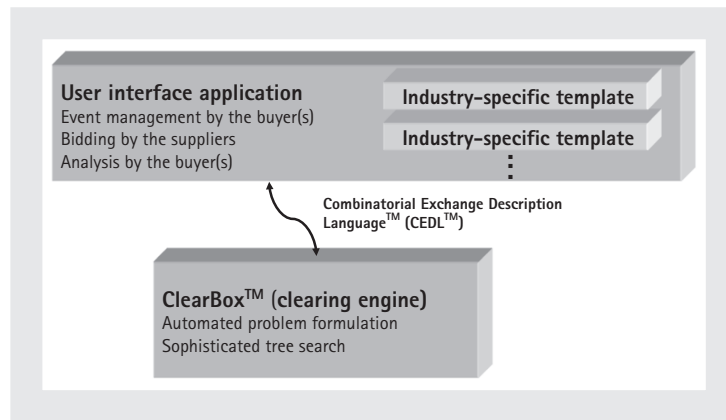 User interface application
Event management by the buyer(s)
Bidding by the suppliers
Analysis by the buyer(s)
Industry-specific template
Industry-specific template
Combinatorial Exchange Description
Language™ (CEDL™)
ClearBox™ (clearing engine)
Automated problem formulation
Sophisticated tree search